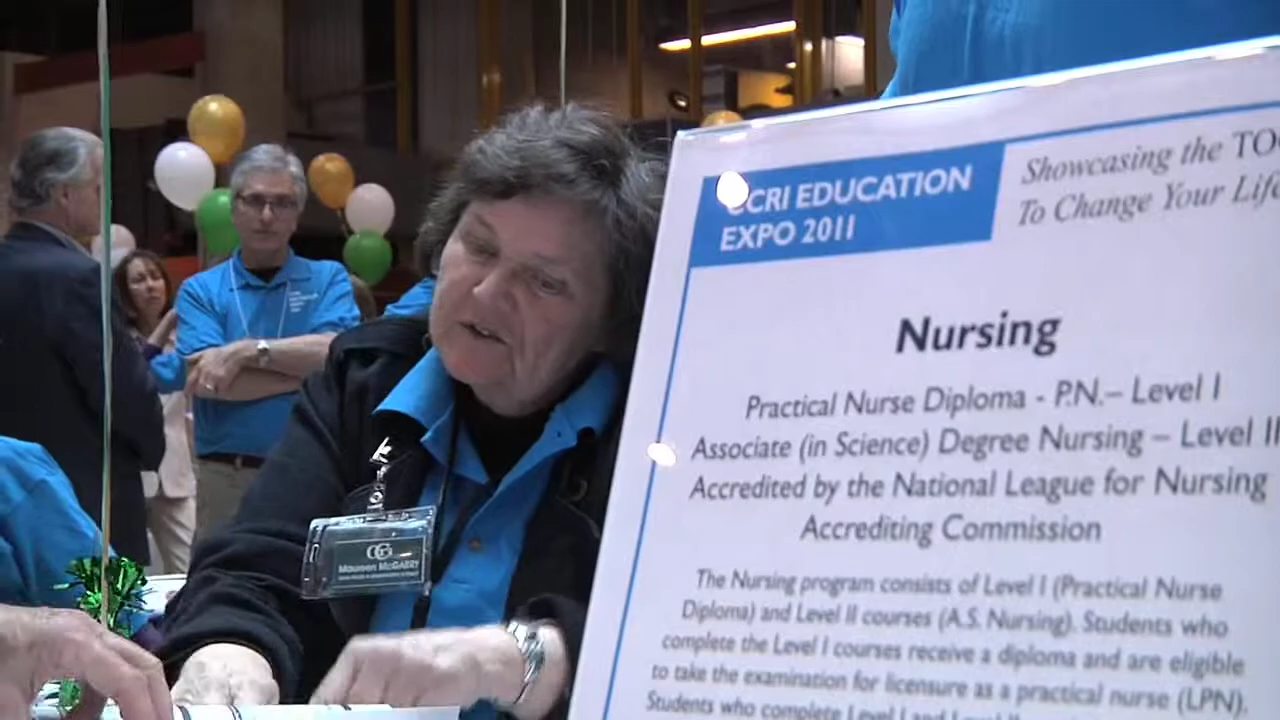 CCRI EDUCATION
EXPO 2011
Showcasing the
To Change Your Life
Nursing
Practical Nurse Diploma - P.N. – Level I
Associate (in Science) Degree Nursing – Level II
Accredited by the National League for Nursing
Accrediting Commission
The Nursing program consists of Level I (Practical Nurse
Diploma) and Level II courses (A.S. Nursing). Students who
complete the Level I courses receive a diploma and are eligible
to take the examination for licensure as a practical nurse (LPN).
Students who complete Level I and Level II
Maureen McGARRY